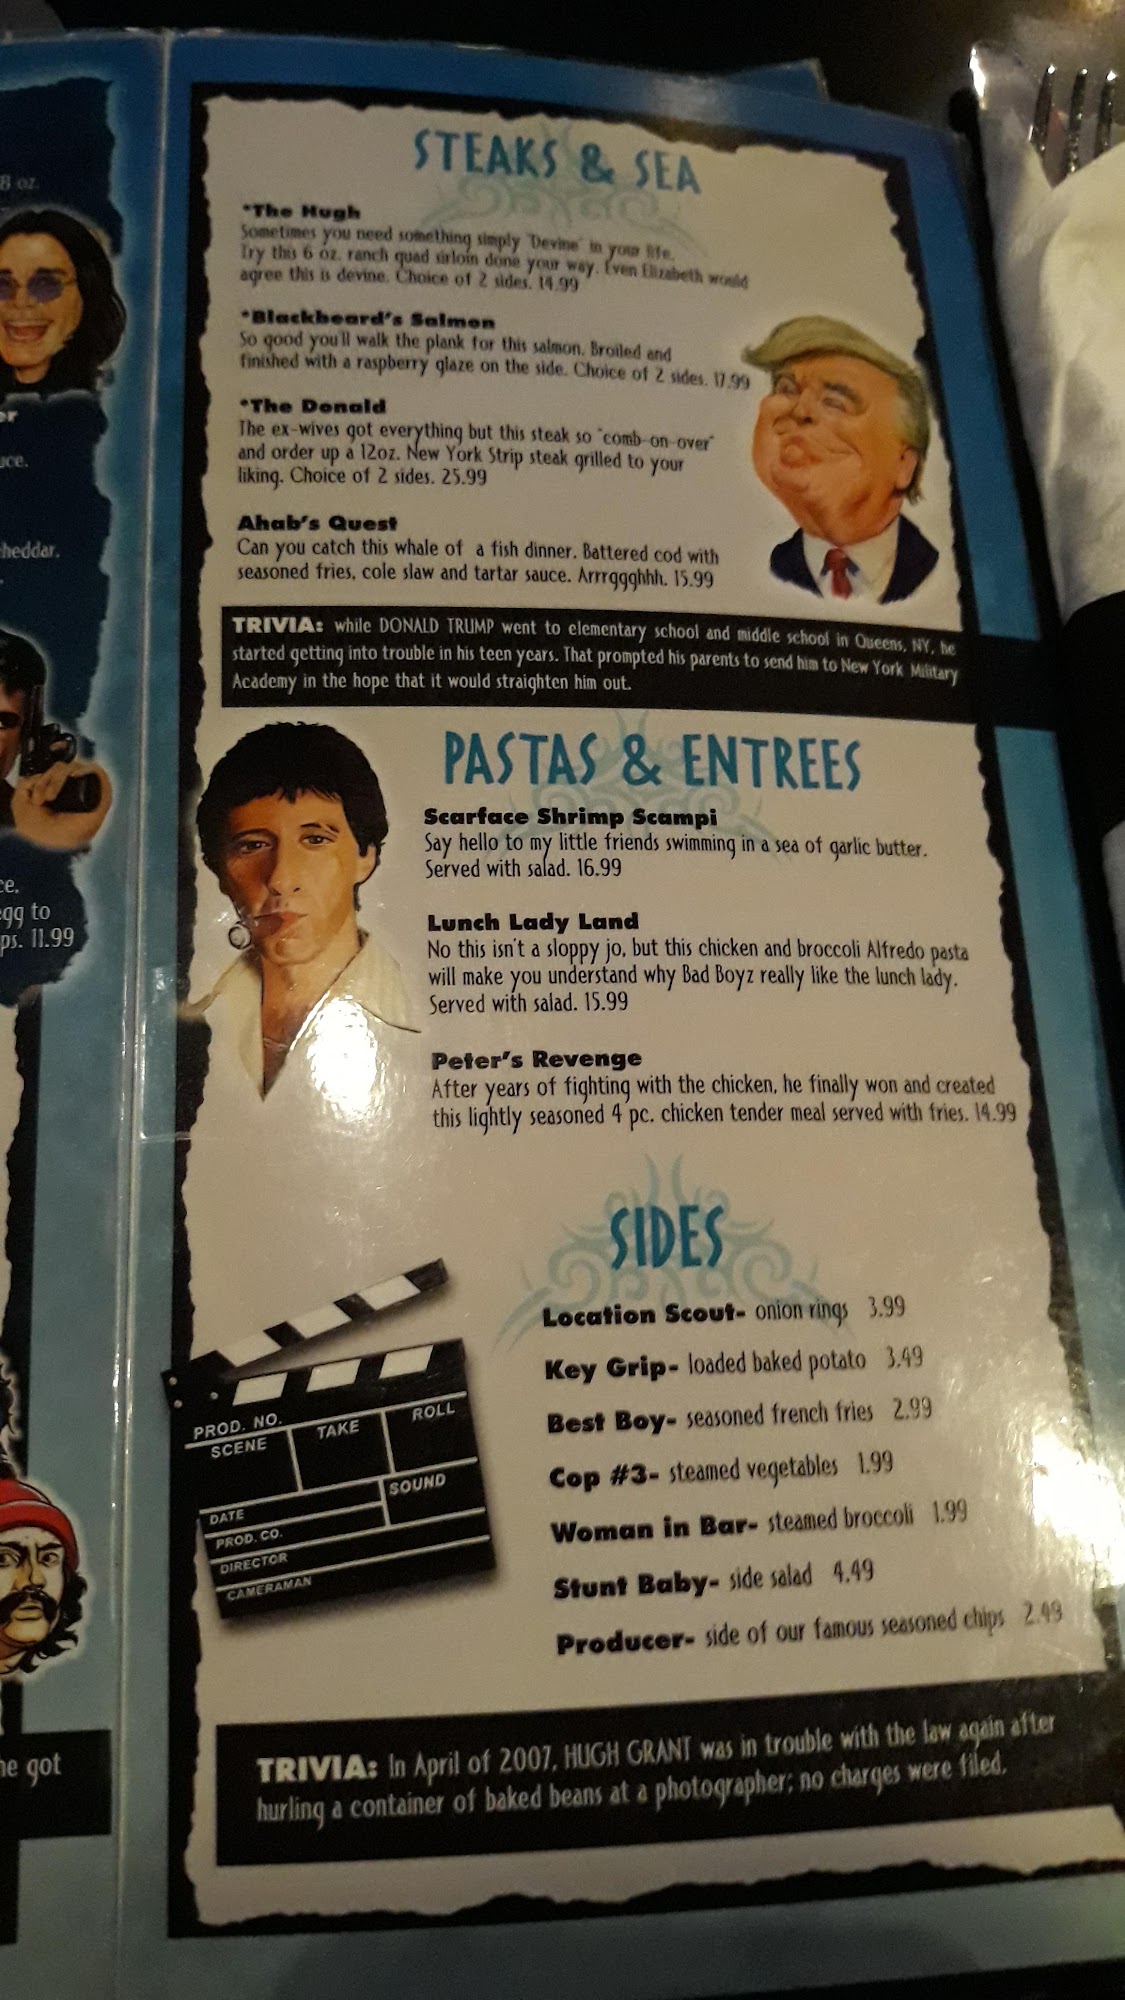 8 oz.
er
uce.
heddar.
ce,
egg to
ps. 11.99
he got
STEAKS & SEA
*The Hugh
Sometimes you need something simply "Devine" in your life.
Try this 6 oz. ranch quad sirloin done your way. Even Elizabeth would
agree this is devine. Choice of 2 sides. 14.99
*Blackbeard's Salmon
So good you'll walk the plank for this salmon. Broiled and
finished with a raspberry glaze on the side. Choice of 2 sides. 17.99
*The Donald
The ex-wives got everything but this steak so "comb-on-over"
and order up a 12oz. New York Strip steak grilled to your
liking. Choice of 2 sides. 25.99
Ahab's Quest
Can you catch this whale of a fish dinner. Battered cod with
seasoned fries, cole slaw and tartar sauce. Arrrggghhh. 15.99
TRIVIA: while DONALD TRUMP went to elementary school and middle school in Queens, NY, he
started getting into trouble in his teen years. That prompted his parents to send him to New York Military
Academy in the hope that it would straighten him out.
PASTAS & ENTREES
Scarface Shrimp Scampi
Say hello to my little friends swimming in a sea of garlic butter.
Served with salad. 16.99
Lunch Lady Land
No this isn't a sloppy jo, but this chicken and broccoli Alfredo pasta
will make you understand why Bad Boyz really like the lunch lady.
Served with salad. 15.99
Peter's Revenge
After years of fighting with the chicken, he finally won and created
this lightly seasoned 4 pc. chicken tender meal served with fries. 14.99
SIDES
Location Scout- onion rings 3.99
Key Grip- loaded baked potato 3.49
Best Boy- seasoned french fries 2.99
Cop #3- steamed vegetables 1.99
Woman in Bar- steamed broccoli 1.99
Stunt Baby- side salad 4.49
Producer- side of our famous seasoned chips 2.49
PROD. NO.
SCENE TAKE ROLL
DATE SOUND
PROD. CO.
DIRECTOR
CAMERAMAN
TRIVIA: In April of 2007, HUGH GRANT was in trouble with the law again after
hurling a container of baked beans at a photographer; no charges were filed.